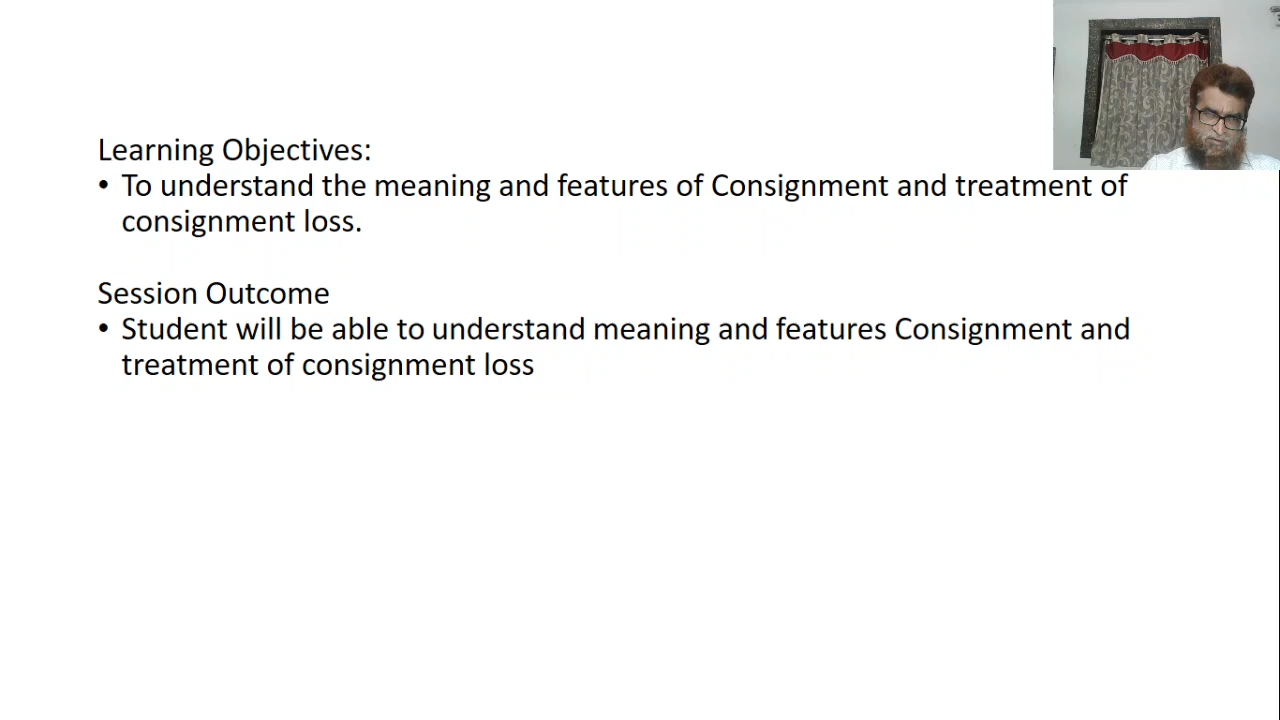 Learning Objectives:
• To understand the meaning and features of Consignment and treatment of
consignment loss.
Session Outcome
• Student will be able to understand meaning and features Consignment and
treatment of consignment loss